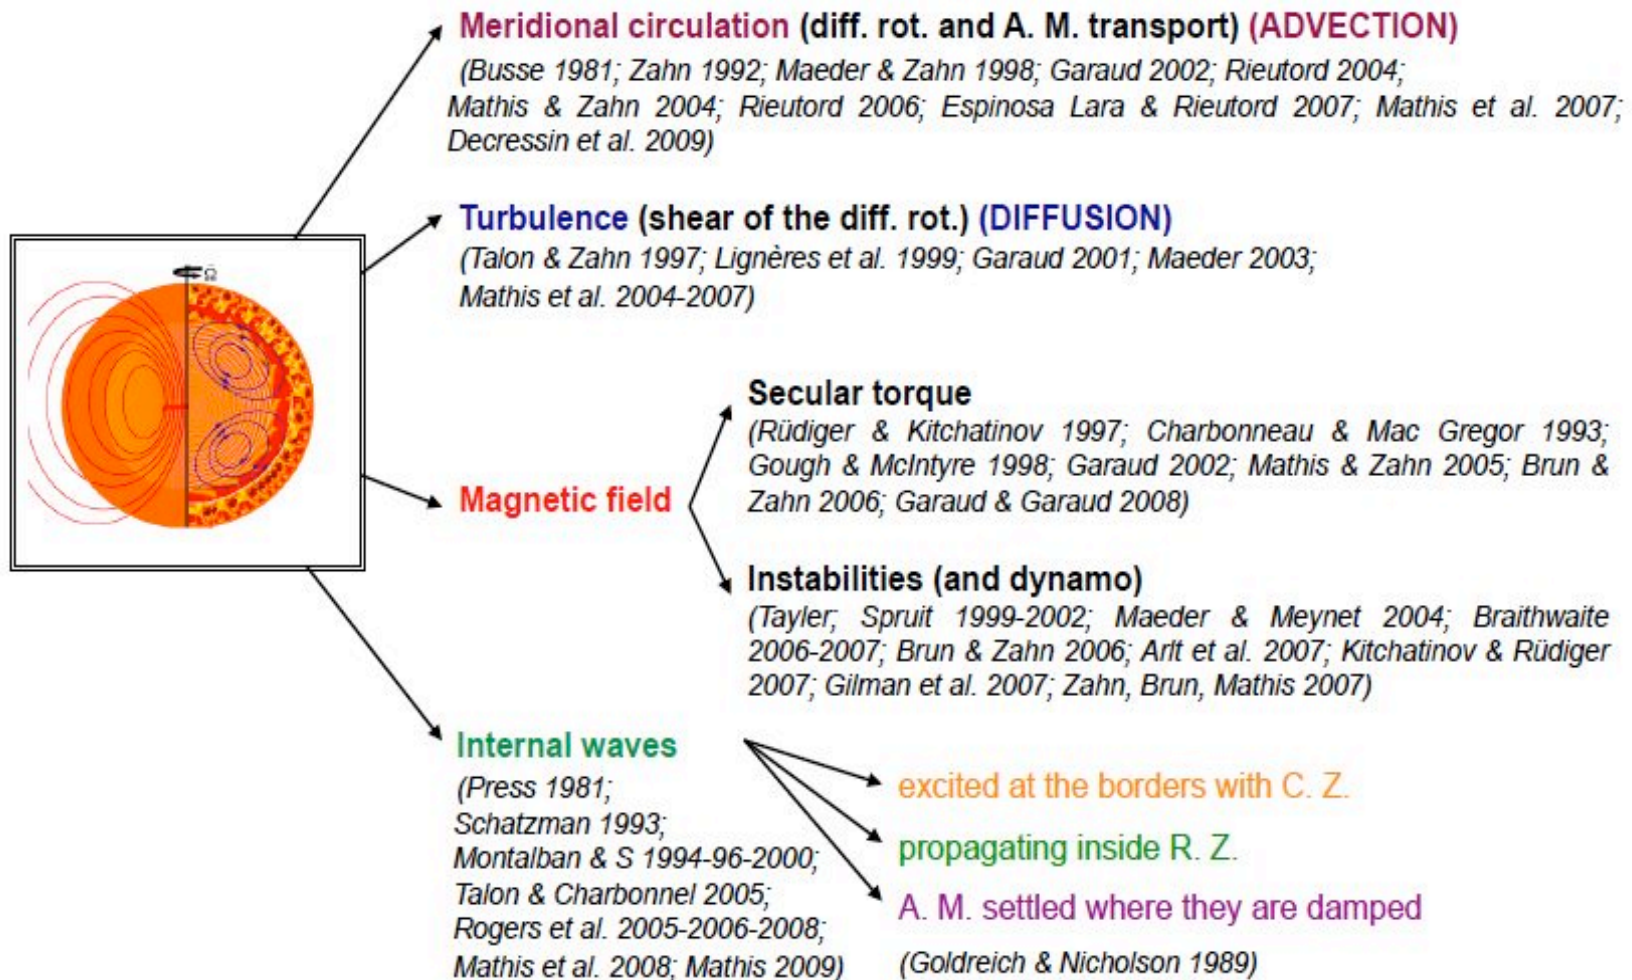 Meridional circulation (diff. rot. and A. M. transport) (ADVECTION)
(Busse 1981; Zahn 1992; Maeder & Zahn 1998; Garaud 2002; Rieutord 2004;
Mathis & Zahn 2004; Rieutord 2006; Espinosa Lara & Rieutord 2007; Mathis et al. 2007;
Decressin et al. 2009)
Turbulence (shear of the diff. rot.) (DIFFUSION)
(Talon & Zahn 1997; Lignères et al. 1999; Garaud 2001; Maeder 2003;
Mathis et al. 2004-2007)
Ω
Magnetic field
Secular torque
(Rüdiger & Kitchatinov 1997; Charbonneau & Mac Gregor 1993;
Gough & McIntyre 1998; Garaud 2002; Mathis & Zahn 2005; Brun &
Zahn 2006; Garaud & Garaud 2008)
Instabilities (and dynamo)
(Tayler; Spruit 1999-2002; Maeder & Meynet 2004; Braithwaite
2006-2007; Brun & Zahn 2006; Arlt et al. 2007; Kitchatinov & Rüdiger
2007; Gilman et al. 2007; Zahn, Brun, Mathis 2007)
Internal waves
(Press 1981;
Schatzman 1993;
Montalban & S 1994-96-2000;
Talon & Charbonnel 2005;
Rogers et al. 2005-2006-2008;
Mathis et al. 2008; Mathis 2009)
excited at the borders with C. Z.
propagating inside R. Z.
A. M. settled where they are damped
(Goldreich & Nicholson 1989)